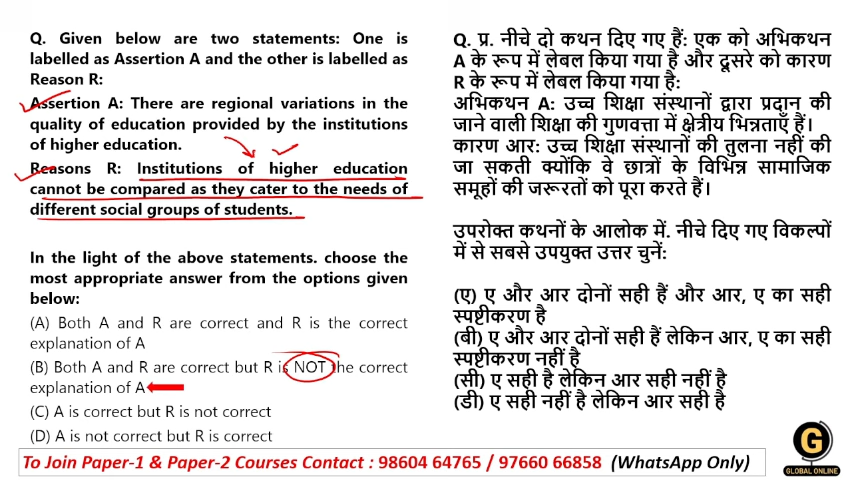 Q. Given below are two statements: One is
labelled as Assertion A and the other is labelled as
Reason R:
Assertion A: There are regional variations in the
quality of education provided by the institutions
of higher education.
Reasons R: Institutions of higher education
cannot be compared as they cater to the needs of
different social groups of students.
In the light of the above statements. choose the
most appropriate answer from the options given
below:
(A) Both A and R are correct and R is the correct
explanation of A
(B) Both A and R are correct but R is NOT the correct
explanation of A
(C) A is correct but R is not correct
(D) A is not correct but R is correct
Q. प्र. नीचे दो कथन दिए गए हैं: एक को अभिकथन
A के रूप में लेबल किया गया है और दूसरे को कारण
R के रूप में लेबल किया गया है:
अभिकथन A: उच्च शिक्षा संस्थानों द्वारा प्रदान की
जाने वाली शिक्षा की गुणवत्ता में क्षेत्रीय भिन्नताएँ हैं।
कारण आर: उच्च शिक्षा संस्थानों की तुलना नहीं की
जा सकती क्योंकि वे छात्रों के विभिन्न सामाजिक
समूहों की जरूरतों को पूरा करते हैं।
उपरोक्त कथनों के आलोक में. नीचे दिए गए विकल्पों
में से सबसे उपयुक्त उत्तर चुनें:
(ए) ए और आर दोनों सही हैं और आर, ए का सही
स्पष्टीकरण है
(बी) ए और आर दोनों सही हैं लेकिन आर, ए का सही
स्पष्टीकरण नहीं है
(सी) ए सही है लेकिन आर सही नहीं है
(डी) ए सही नहीं है लेकिन आर सही है
G
GLOBAL ONLINE
To Join Paper-1 & Paper-2 Courses Contact : 98604 64765 / 97660 66858 (WhatsApp Only)